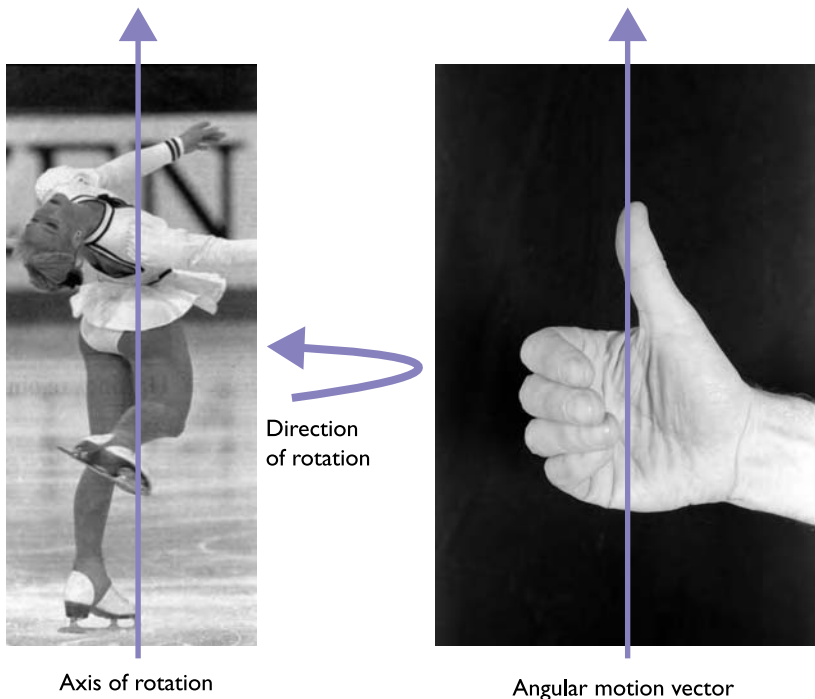 Direction
of rotation
Axis of rotation
Angular motion vector